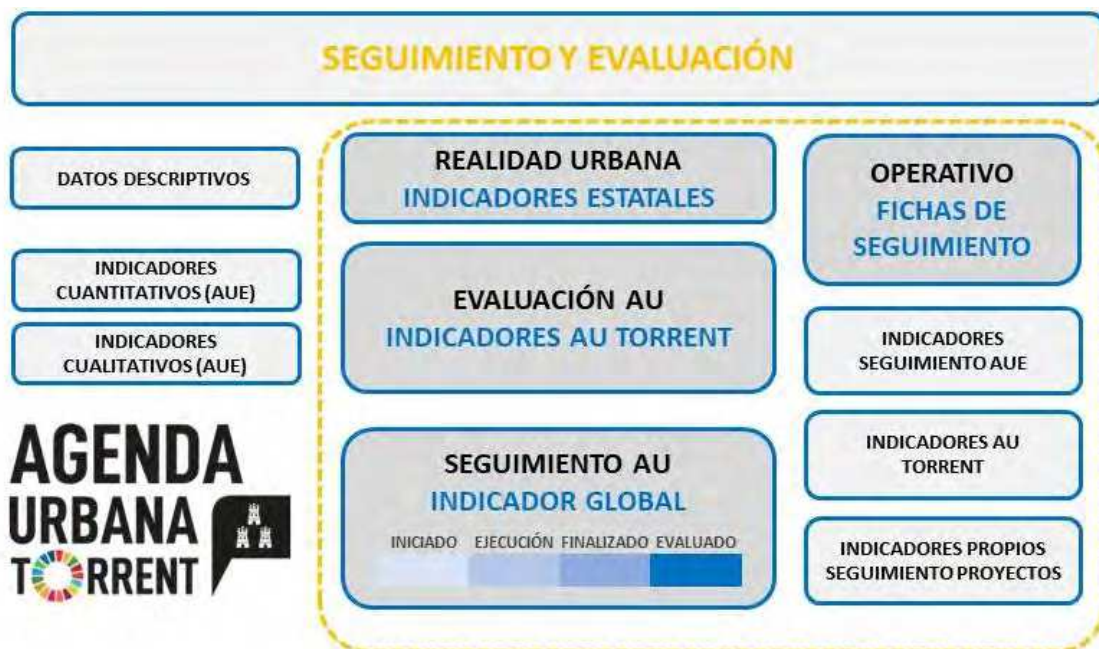 SEGUIMIENTO Y EVALUACIÓN
DATOS DESCRIPTIVOS
INDICADORES
CUANTITATIVOS (AUE)
INDICADORES
CUALITATIVOS (AUE)
AGENDA
URBANA
TORRENT
REALIDAD URBANA
INDICADORES ESTATALES
EVALUACIÓN AU
INDICADORES AU TORRENT
SEGUIMIENTO AU
INDICADOR GLOBAL
INICIADO EJECUCIÓN FINALIZADO EVALUADO
OPERATIVO
FICHAS DE
SEGUIMIENTO
INDICADORES
SEGUIMIENTO AUE
INDICADORES AU
TORRENT
INDICADORES PROPIOS
SEGUIMIENTO PROYECTOS